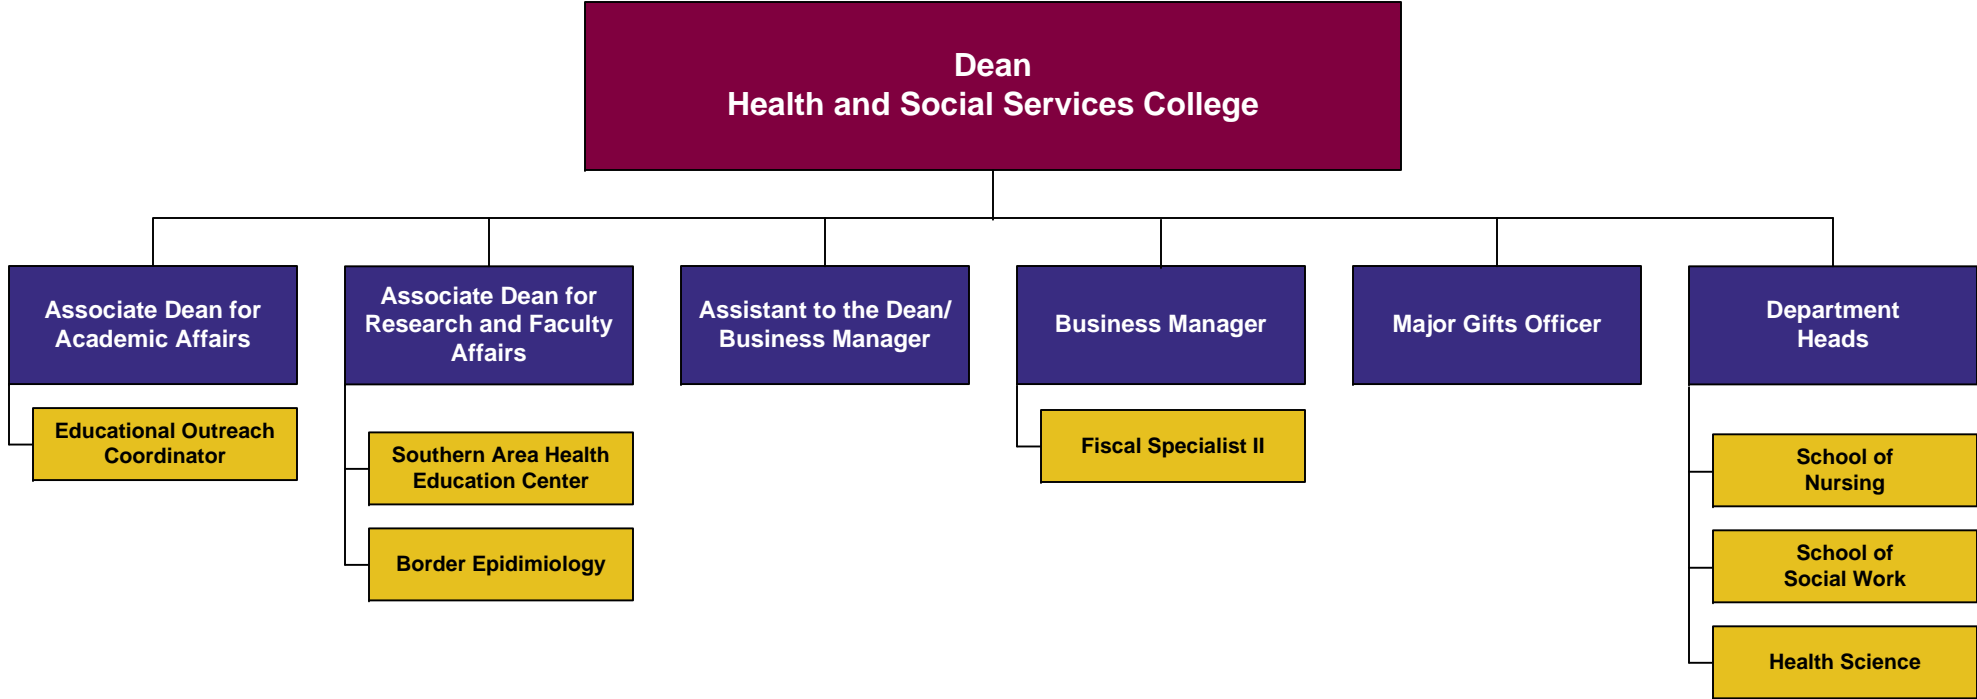 Dean
Health and Social Services College
Associate Dean for
Academic Affairs
Associate Dean for
Research and Faculty
Affairs
Assistant to the Dean/
Business Manager
Business Manager
Major Gifts Officer
Department
Heads
Educational Outreach
Coordinator
Southern Area Health
Education Center
Border Epidimiology
Fiscal Specialist II
School of
Nursing
School of
Social Work
Health Science